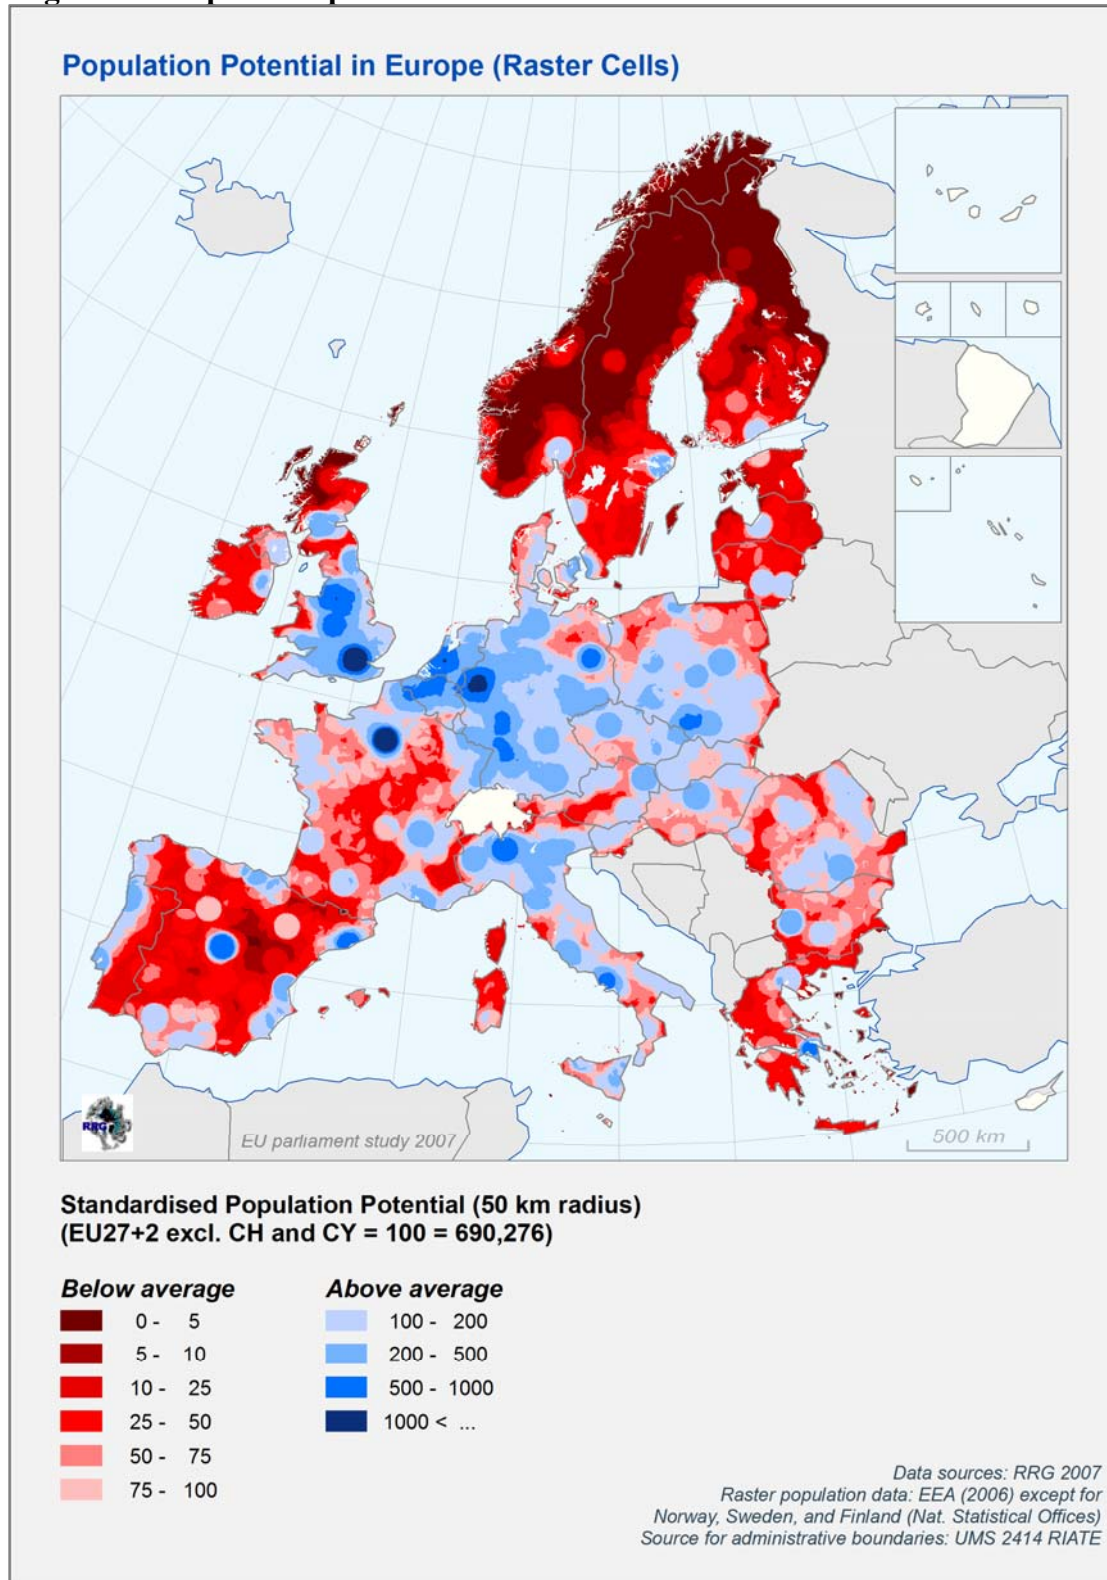 Population Potential in Europe (Raster Cells)
RRG
EU parliament study 2007
500 km
Standardised Population Potential (50 km radius)
(EU27+2 excl. CH and CY = 100 = 690,276)
Below average
0 - 5
5 - 10
10 - 25
25 - 50
50 - 75
75 - 100
Above average
100 - 200
200 - 500
500 - 1000
1000 < ...
Data sources: RRG 2007
Raster population data: EEA (2006) except for
Norway, Sweden, and Finland (Nat. Statistical Offices)
Source for administrative boundaries: UMS 2414 RIATE